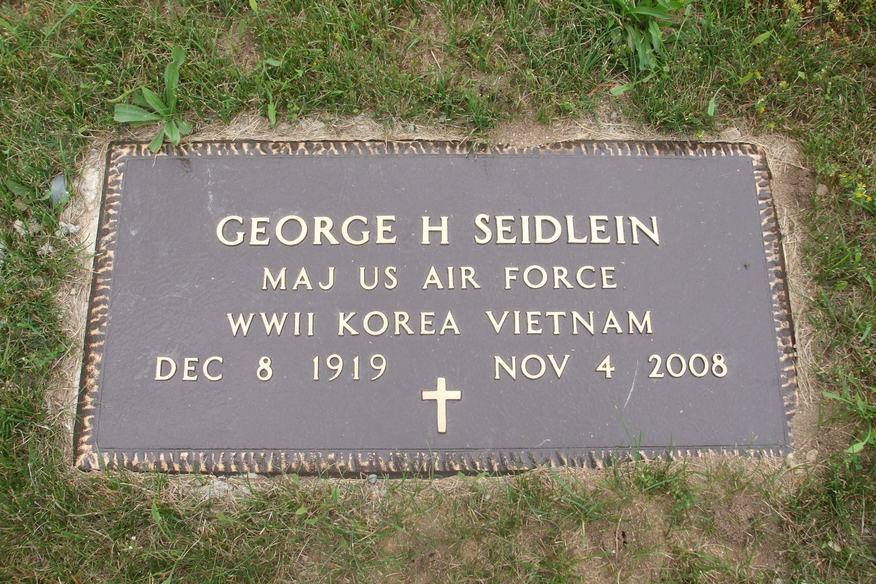 GEORGE H SEIDLEIN
MAJ US AIR FORCE
WWII KOREA VIETNAM
DEC 8 1919 NOV 4 2008